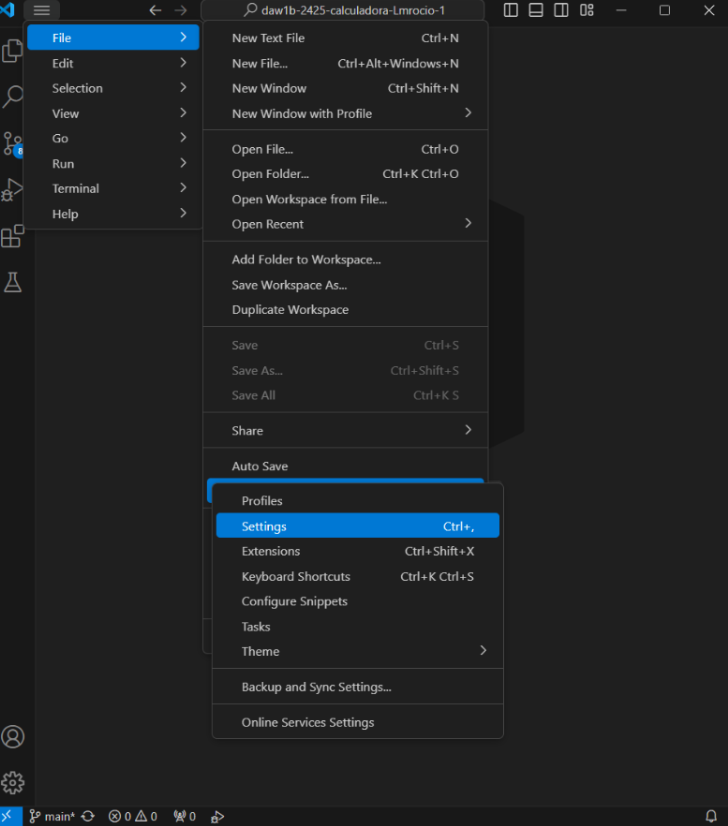 daw1b-2425-calculadora-Lmrocio-1
File
Edit
Selection
View
Go
Run
Terminal
Help
New Text File Ctrl+N
New File... Ctrl+Alt+Windows+N
New Window Ctrl+Shift+N
New Window with Profile
Open File... Ctrl+O
Open Folder... Ctrl+K Ctrl+O
Open Workspace from File...
Open Recent
Add Folder to Workspace...
Save Workspace As...
Duplicate Workspace
Save Ctrl+S
Save As... Ctrl+Shift+S
Save All Ctrl+K S
Share
Auto Save
Profiles
Settings Ctrl+,
Extensions Ctrl+Shift+X
Keyboard Shortcuts Ctrl+K Ctrl+S
Configure Snippets
Tasks
Theme
Backup and Sync Settings...
Online Services Settings
8
main* 0 0 0